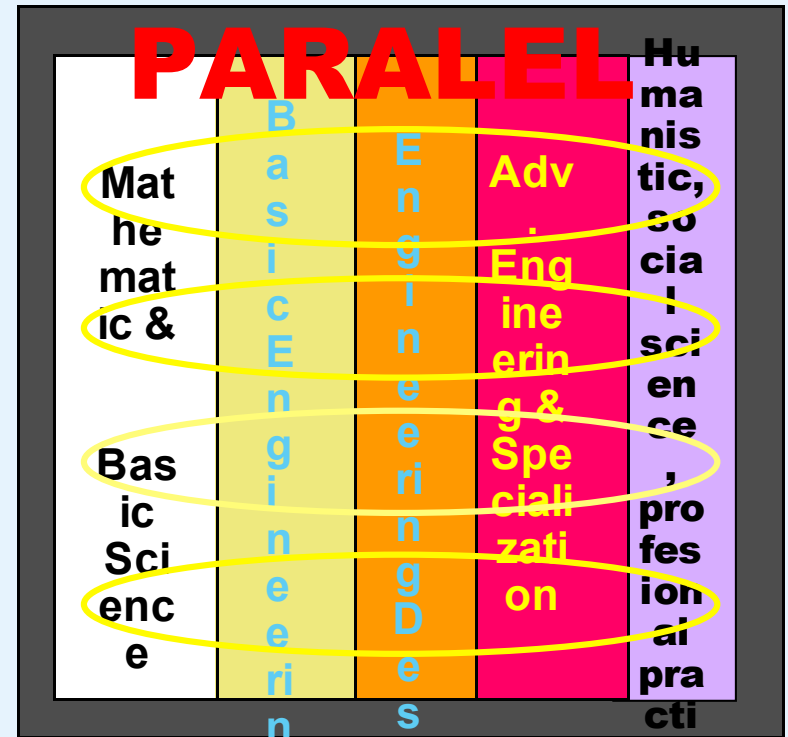 PARALEL
Mat
he
mat
ic &
Bas
ic
Sci
enc
e
B
a
s
i
c
E
n
g
i
n
e
e
ri
n
E
n
g
i
n
e
e
ri
n
g
D
e
s
Adv
.
Eng
ine
erin
g &
Spe
ciali
zati
on
Hu
ma
nis
tic,
so
cia
l
sci
en
ce
,
pro
fes
ion
al
pra
cti